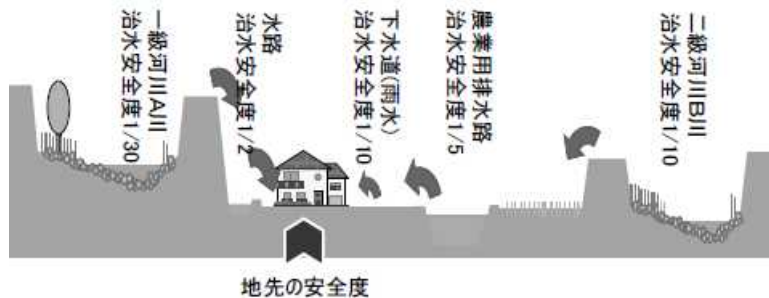 一級河川A川
治水安全度1/30
水路
治水安全度1/2
下水道(雨水)
治水安全度1/10
農業用排水路
治水安全度1/5
二級河川B川
治水安全度1/10
地先の安全度